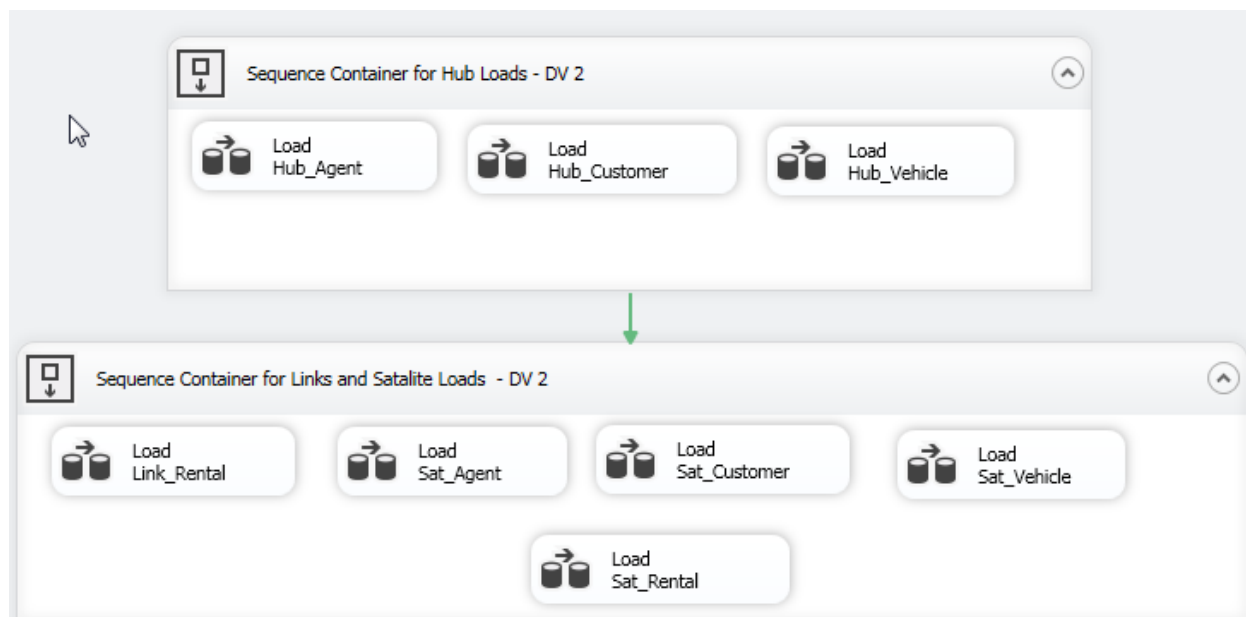 Sequence Container for Hub Loads - DV 2
Load
Hub_Agent
Load
Hub_Customer
Load
Hub_Vehicle
Sequence Container for Links and Satalite Loads - DV 2
Load
Link_Rental
Load
Sat_Agent
Load
Sat_Customer
Load
Sat_Vehicle
Load
Sat_Rental